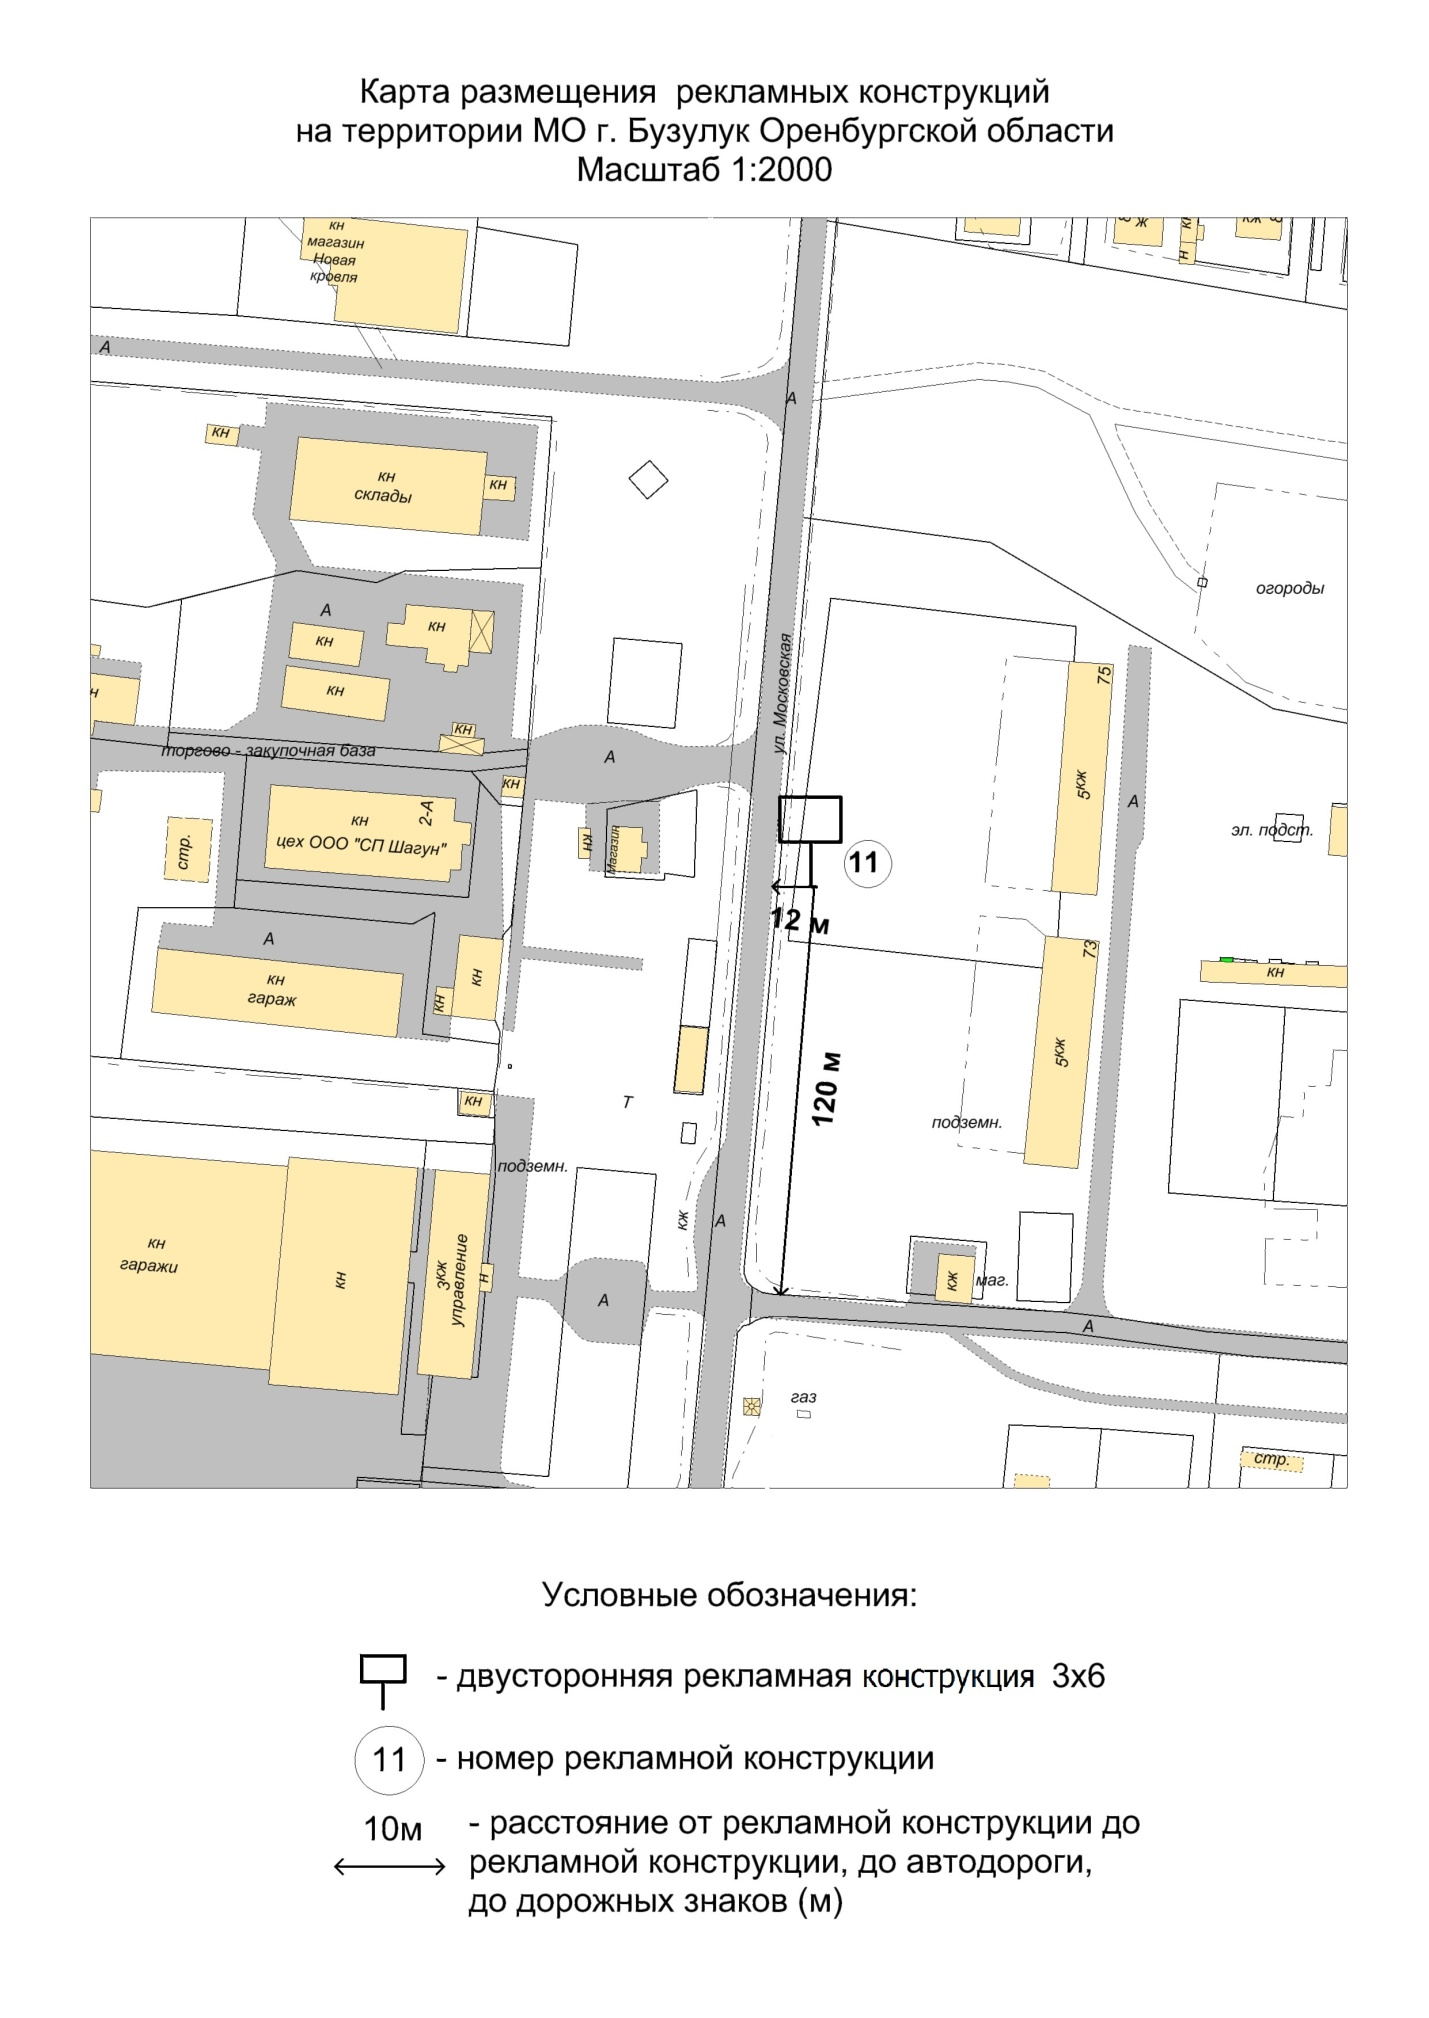 Карта размещения рекламных конструкций
на территории МО г. Бузулук Оренбургской области
Масштаб 1:2000
кн
магазин
Новая
кровля
ж
кн
н
кж
А
А
кн
кн
склады
кн
огороды
А
кн
кн
кн
н
кн
торгово - закупочная база
А
ул. Московская
75
5кж
А
кн
2-А
кн
цех ООО "СП Шагун"
стр.
кн
магазин
11
эл. подст.
12 м
А
кн
гараж
кн
кн
73
5кж
кн
120 м
кн
Т
подземн.
подземн.
кж
А
кн
гаражи
кн
3кж
управление
н
А
кж
маг.
А
газ
стр.
Условные обозначения:
- двусторонняя рекламная конструкция 3х6
11 - номер рекламной конструкции
10м - расстояние от рекламной конструкции до
рекламной конструкции, до автодороги,
до дорожных знаков (м)